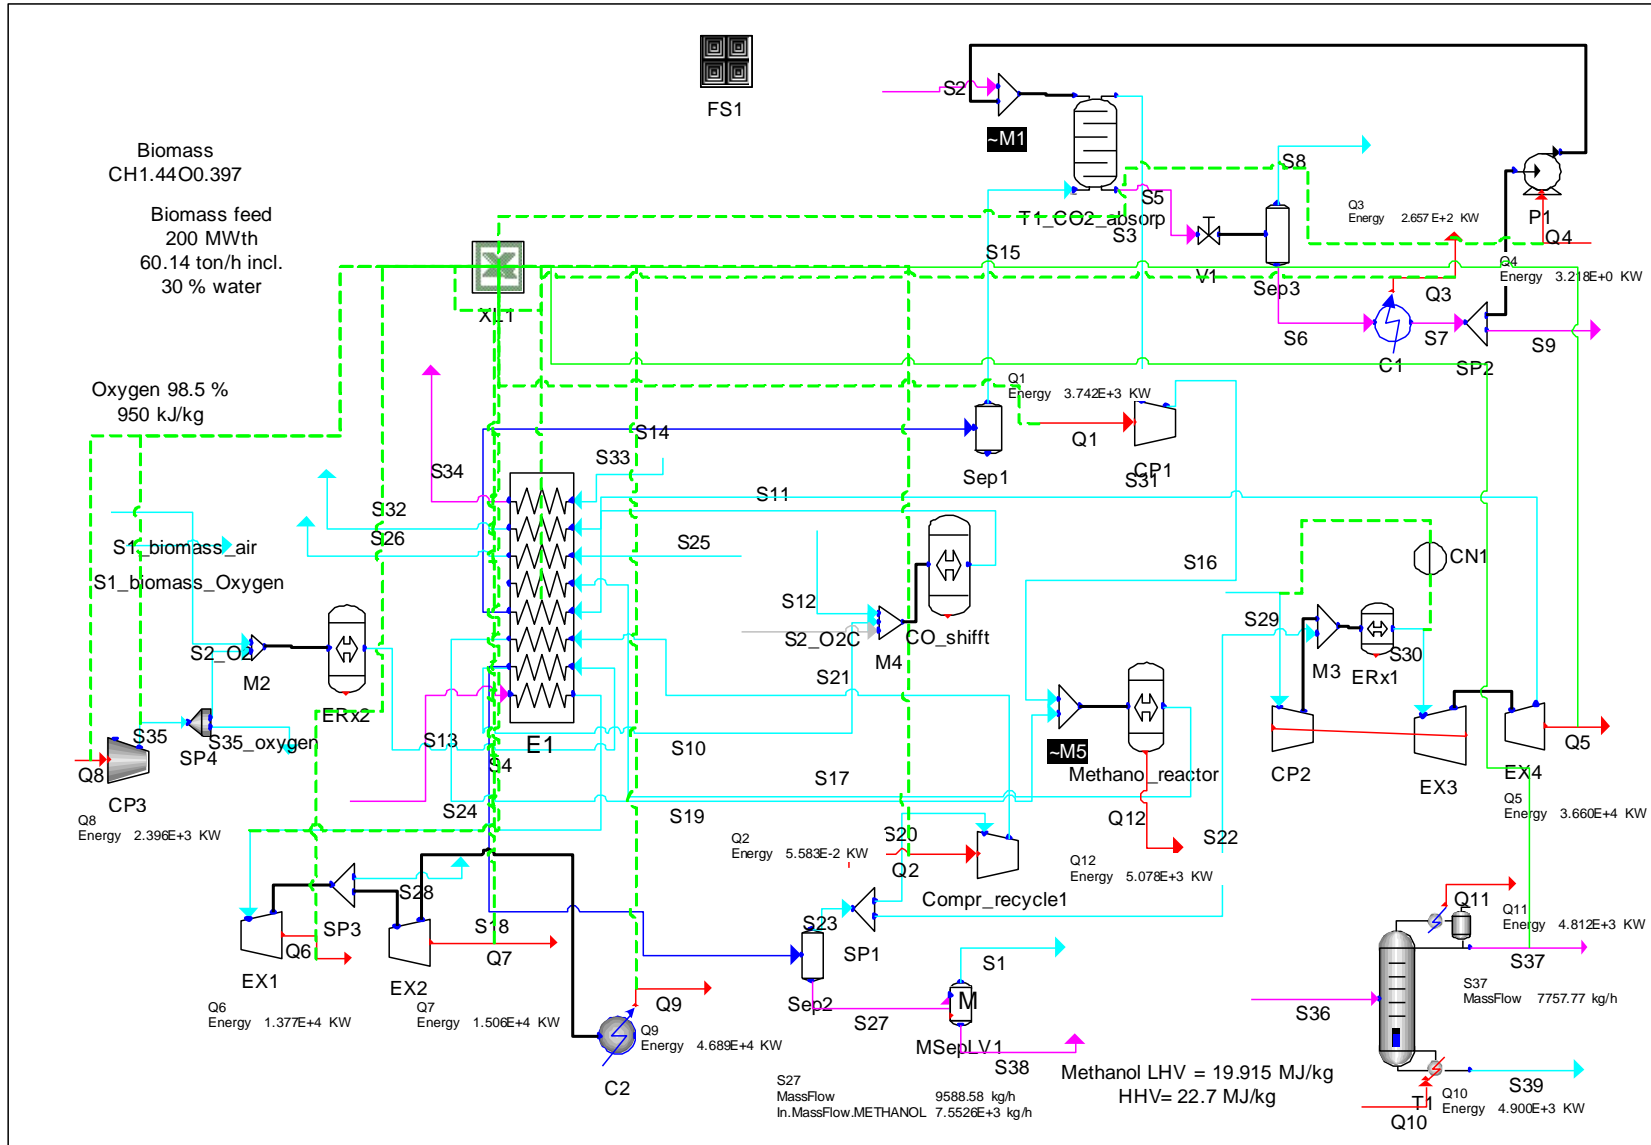 FS1
S2
~M1
Biomass
CH1.44O0.397
S8
Biomass feed
200 MWth
60.14 ton/h incl.
30 % water
T1_CO2_absorp
S5
S3
Q3
Energy 2.657E+2 KW
P1
Q4
S15
V1
Sep3
Q4
Energy 3.218E+0 KW
XL1
Q3
S6
S7
S9
C1
SP2
Oxygen 98.5 %
950 kJ/kg
Q1
Energy 3.742E+3 KW
S14
Q1
S34
S33
Sep1
CP1
S31
S11
S32
S26
S25
S16
CN1
S1_biomass_air
S1_biomass_Oxygen
S12
S2_O2C
CO_shifft
S29
S2_O2
M2
M4
M3
S30
ERx1
S21
ERx2
S35
SP4
S35_oxygen
S13
E1
S10
~M5
Methano_reactor
Q8
S4
S17
CP2
EX3
EX4
Q5
CP3
S24
S19
Q12
S22
Q8
Energy 2.396E+3 KW
Q2
Energy 5.583E-2 KW
S20
Q2
Q12
Energy 5.078E+3 KW
Q5
Energy 3.660E+4 KW
S28
SP3
Compr_recycle1
Q11
Q11
Energy 4.812E+3 KW
S18
S23
SP1
Q6
Q7
S1
S37
EX1
EX2
Sep2
S37
MassFlow 7757.77 kg/h
Q6
Energy 1.377E+4 KW
Q7
Energy 1.506E+4 KW
Q9
M
S27
S36
Q9
Energy 4.689E+4 KW
MSepLV1
S38
C2
Methanol LHV = 19.915 MJ/kg
HHV= 22.7 MJ/kg
S27
MassFlow 9588.58 kg/h
In.MassFlow.METHANOL 7.5526E+3 kg/h
S39
T1
Q10
Energy 4.900E+3 KW
Q10